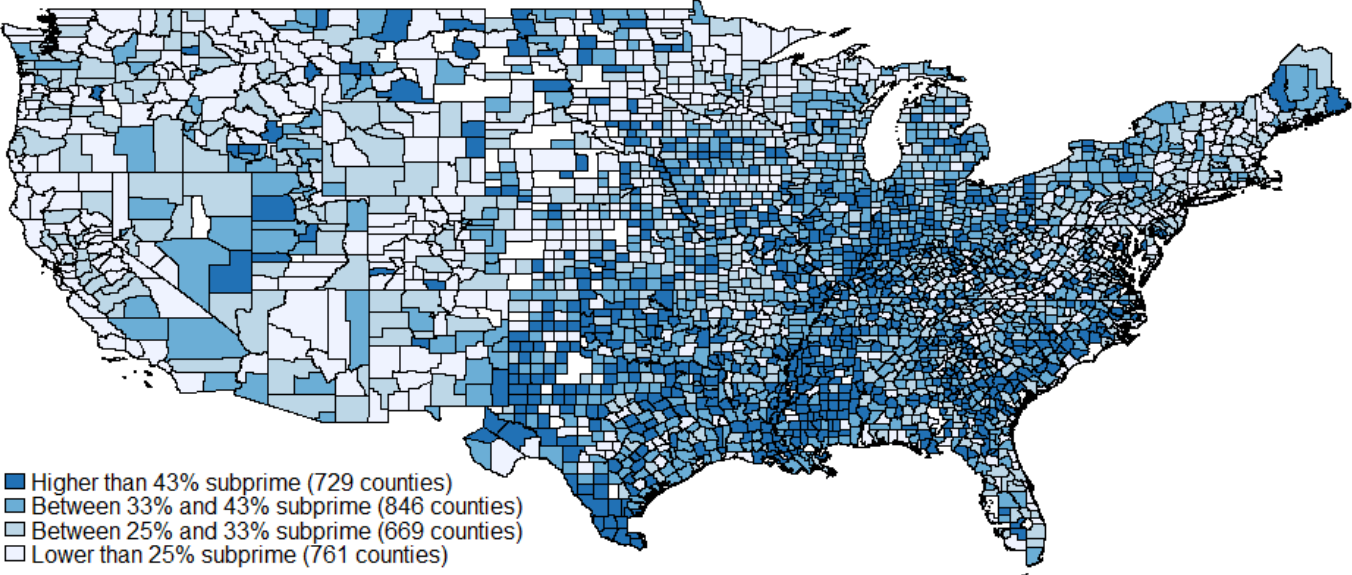 Higher than 43% subprime (729 counties)
Between 33% and 43% subprime (846 counties)
Between 25% and 33% subprime (669 counties)
Lower than 25% subprime (761 counties)